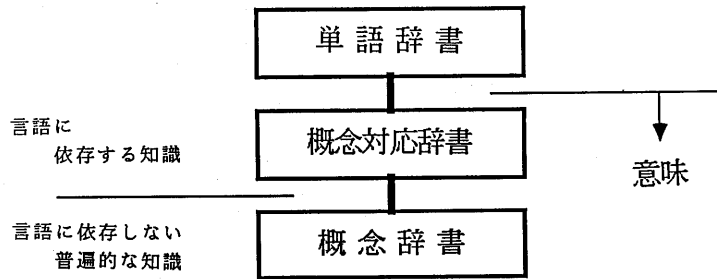 単語辞書
言語に
依存する知識
概念対応辞書
意味
言語に依存しない
普遍的な知識
概念辞書